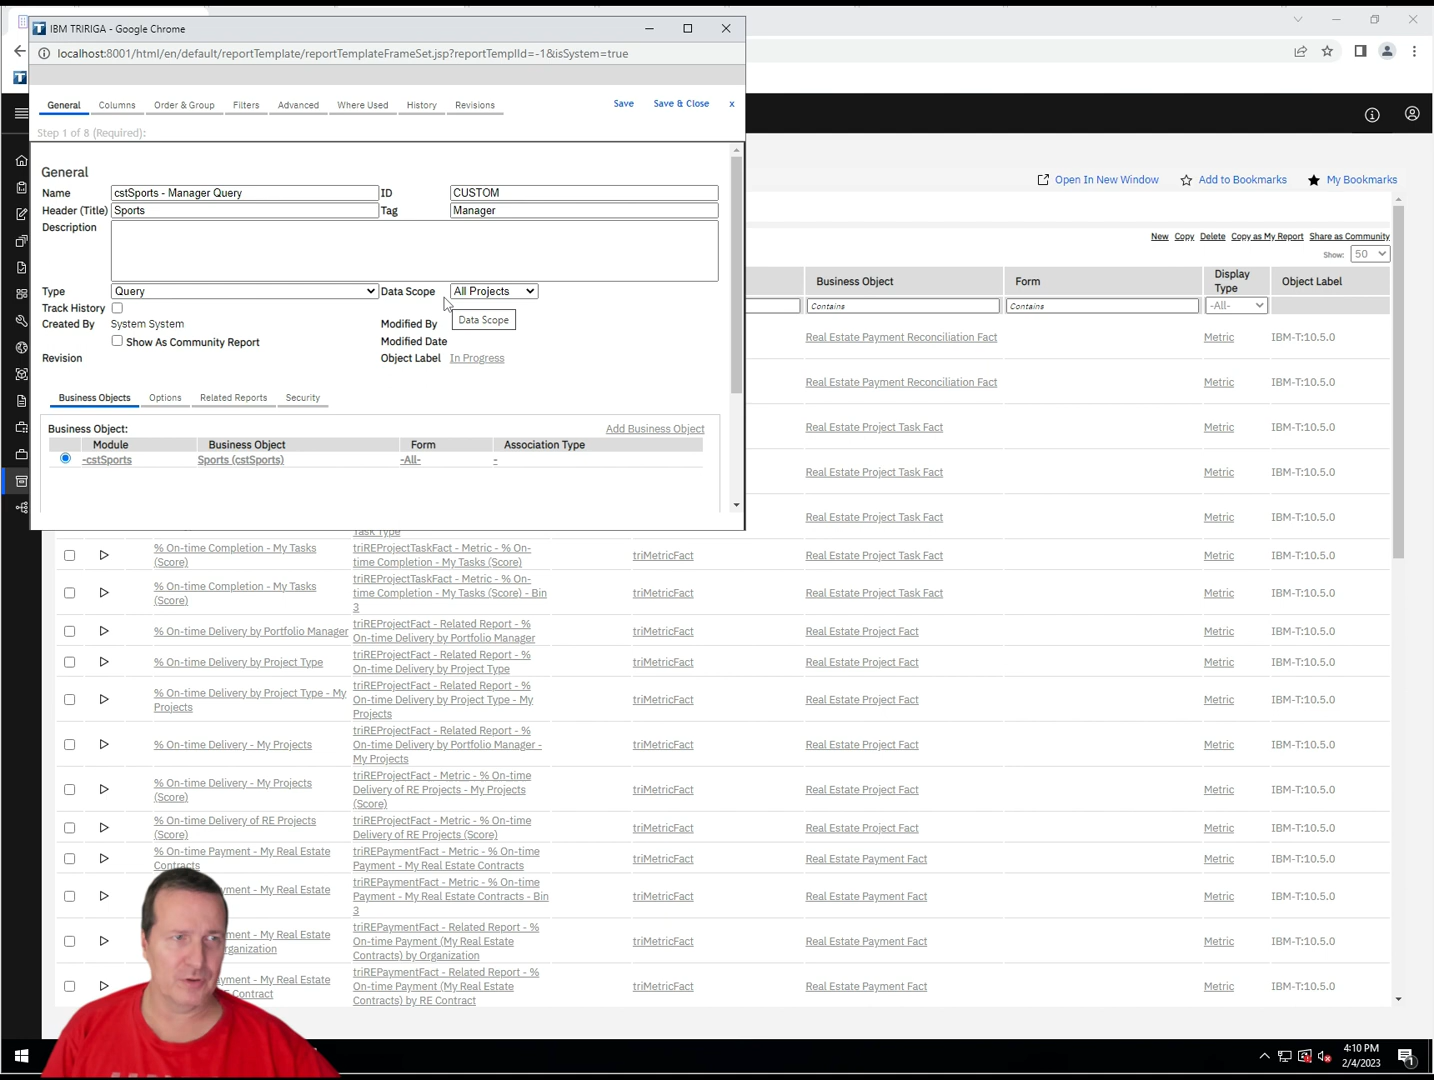 IBM TRIRIGA - Google Chrome
localhost:8001/html/en/default/reportTemplate/reportTemplateFrameSet.jsp?reportTemplId=-1&isSystem=true
General Columns Order & Group Filters Advanced Where Used History Revisions Save Save & Close x
Step 1 of 8 (Required):
General
Name cstSports - Manager Query ID CUSTOM
Header (Title) Sports Tag Manager
Description
Type Query Data Scope All Projects
Track History
Data Scope
Created By System System Modified By
Show As Community Report Modified Date
Revision Object Label In Progress
Business Objects Options Related Reports Security
Business Object: Add Business Object
Module Business Object Form Association Type
-cstSports Sports (cstSports) -All- -
Open In New Window Add to Bookmarks My Bookmarks
New Copy Delete Copy as My Report Share as Community
Show: 50
Business Object Form Display Type Object Label
Contains Contains -All-
Real Estate Payment Reconciliation Fact Metric IBM-T:10.5.0
Real Estate Payment Reconciliation Fact Metric IBM-T:10.5.0
Real Estate Project Task Fact Metric IBM-T:10.5.0
Real Estate Project Task Fact Metric IBM-T:10.5.0
Real Estate Project Task Fact Metric IBM-T:10.5.0
Task Type
% On-time Completion - My Tasks triREProjectTaskFact - Metric - % On- triMetricFact Real Estate Project Task Fact Metric IBM-T:10.5.0
(Score) time Completion - My Tasks (Score)
% On-time Completion - My Tasks triREProjectTaskFact - Metric - % On-
(Score) time Completion - My Tasks (Score) - Bin triMetricFact Real Estate Project Task Fact Metric IBM-T:10.5.0
3
% On-time Delivery by Portfolio Manager triREProjectFact - Related Report - % triMetricFact Real Estate Project Fact Metric IBM-T:10.5.0
On-time Delivery by Portfolio Manager
% On-time Delivery by Project Type triREProjectFact - Related Report - % triMetricFact Real Estate Project Fact Metric IBM-T:10.5.0
On-time Delivery by Project Type
% On-time Delivery by Project Type - My triREProjectFact - Related Report - %
Projects On-time Delivery by Project Type - My triMetricFact Real Estate Project Fact Metric IBM-T:10.5.0
Projects
triREProjectFact - Related Report - %
% On-time Delivery - My Projects On-time Delivery by Portfolio Manager - triMetricFact Real Estate Project Fact Metric IBM-T:10.5.0
My Projects
% On-time Delivery - My Projects triREProjectFact - Metric - % On-time
(Score) Delivery of RE Projects - My Projects triMetricFact Real Estate Project Fact Metric IBM-T:10.5.0
(Score)
% On-time Delivery of RE Projects triREProjectFact - Metric - % On-time triMetricFact Real Estate Project Fact Metric IBM-T:10.5.0
(Score) Delivery of RE Projects (Score)
% On-time Payment - My Real Estate triREPaymentFact - Metric - % On-time triMetricFact Real Estate Payment Fact Metric IBM-T:10.5.0
Contracts Payment - My Real Estate Contracts
yment - My Real Estate triREPaymentFact - Metric - % On-time
Payment - My Real Estate Contracts - Bin triMetricFact Real Estate Payment Fact Metric IBM-T:10.5.0
3
ment - My Real Estate triREPaymentFact - Related Report - %
rganization On-time Payment (My Real Estate triMetricFact Real Estate Payment Fact Metric IBM-T:10.5.0
Contracts) by Organization
yment - My Real Estate triREPaymentFact - Related Report - %
E Contract On-time Payment (My Real Estate triMetricFact Real Estate Payment Fact Metric IBM-T:10.5.0
Contracts) by RE Contract
4:10 PM
2/4/2023